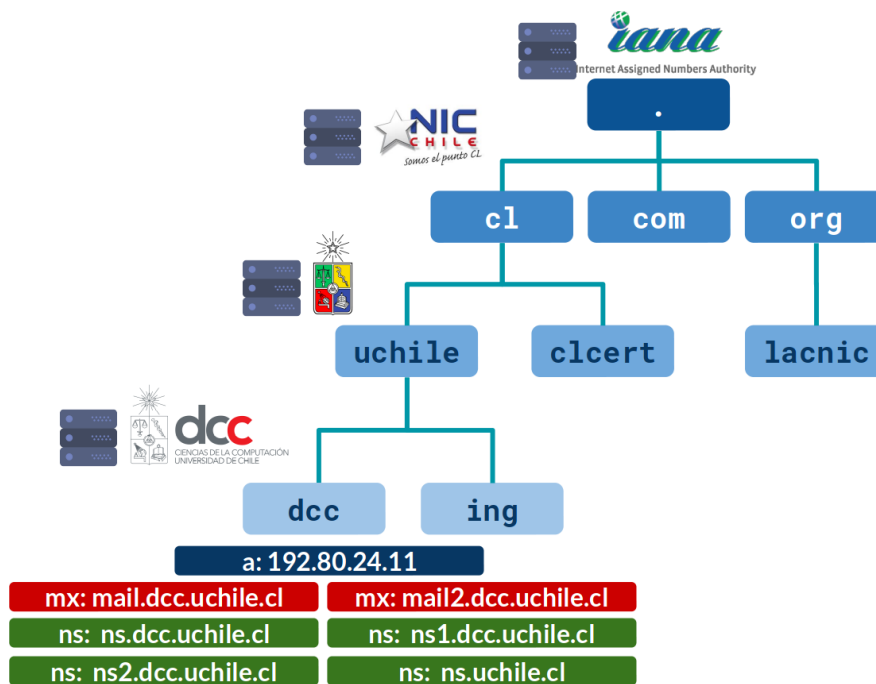 iana
Internet Assigned Numbers Authority
.
NIC
CHILE
Somos el punto CL
cl com org
uchile clcert lacnic
dcc
CIENCIAS DE LA COMPUTACIÓN
UNIVERSIDAD DE CHILE
dcc ing
a: 192.80.24.11
mx: mail.dcc.uchile.cl mx: mail2.dcc.uchile.cl
ns: ns.dcc.uchile.cl ns: ns1.dcc.uchile.cl
ns: ns2.dcc.uchile.cl ns: ns.uchile.cl